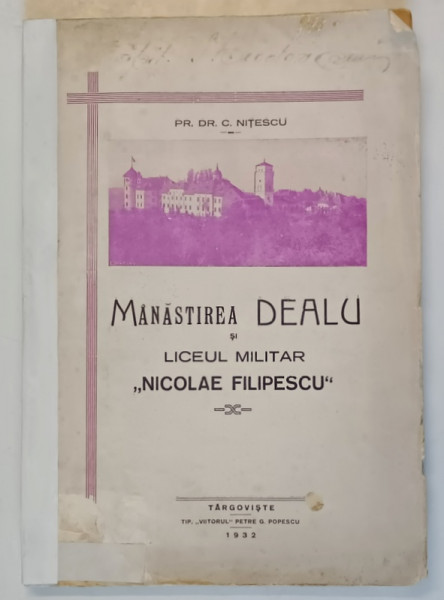 PR. DR. C. NIȚESCU
MÂNĂSTIREA DEALU
ȘI
LICEUL MILITAR
„NICOLAE FILIPESCU“
TÂRGOVIȘTE
TIP. „VIITORUL“ PETRE G. POPESCU
1932